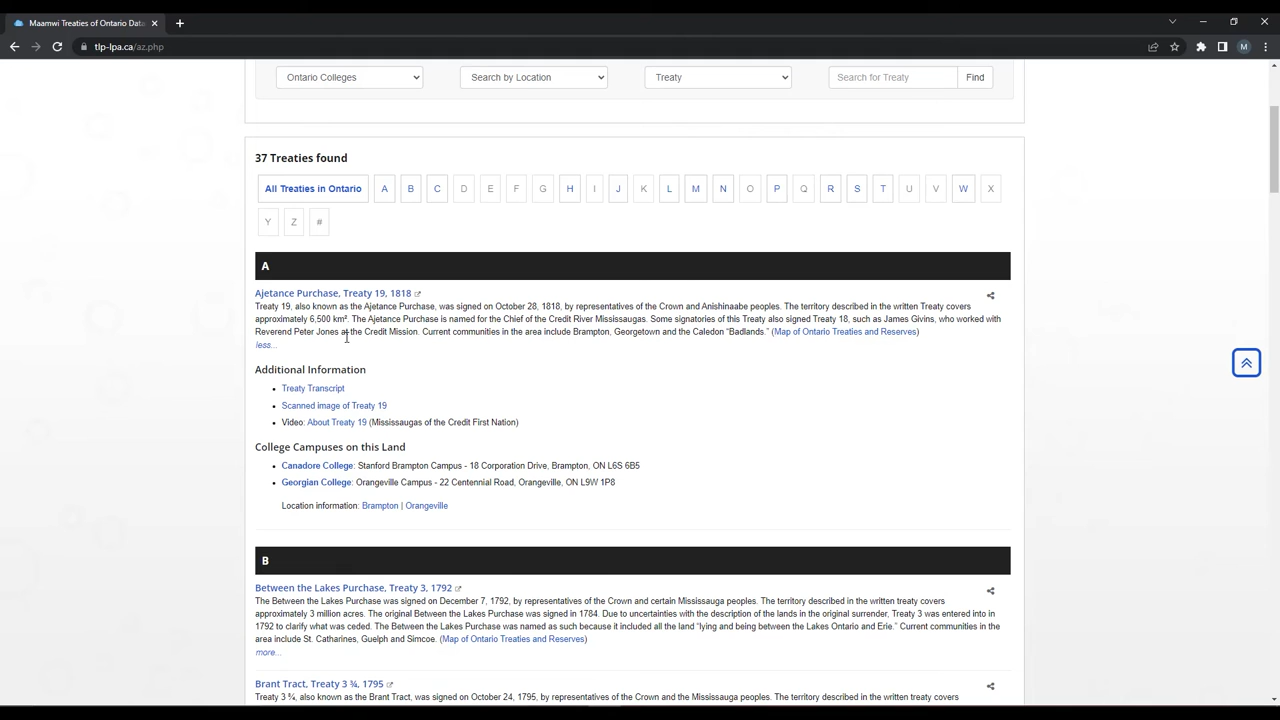 Maamwi Treaties of Ontario Data
tlp-lpa.ca/az.php
M
Ontario Colleges
Search by Location
Treaty
Search for Treaty
Find
37 Treaties found
All Treaties in Ontario
A
B
C
D
E
F
G
H
I
J
K
L
M
N
O
P
Q
R
S
T
U
V
W
X
Y
Z
#
A
Ajetance Purchase, Treaty 19, 1818
Treaty 19, also known as the Ajetance Purchase, was signed on October 28, 1818, by representatives of the Crown and Anishinaabe peoples. The territory described in the written Treaty covers
approximately 6,500 km². The Ajetance Purchase is named for the Chief of the Credit River Mississaugas. Some signatories of this Treaty also signed Treaty 18, such as James Givins, who worked with
Reverend Peter Jones at the Credit Mission. Current communities in the area include Brampton, Georgetown and the Caledon “Badlands.” (Map of Ontario Treaties and Reserves)
less...
Additional Information
• Treaty Transcript
• Scanned image of Treaty 19
• Video: About Treaty 19 (Mississaugas of the Credit First Nation)
College Campuses on this Land
• Canadore College: Stanford Brampton Campus - 18 Corporation Drive, Brampton, ON L6S 6B5
• Georgian College: Orangeville Campus - 22 Centennial Road, Orangeville, ON L9W 1P8
Location information: Brampton | Orangeville
B
Between the Lakes Purchase, Treaty 3, 1792
The Between the Lakes Purchase was signed on December 7, 1792, by representatives of the Crown and certain Mississauga peoples. The territory described in the written treaty covers
approximately 3 million acres. The original Between the Lakes Purchase was signed in 1784. Due to uncertainties with the description of the lands in the original surrender, Treaty 3 was entered into in
1792 to clarify what was ceded. The Between the Lakes Purchase was named as such because it included all the land “lying and being between the Lakes Ontario and Erie.” Current communities in the
area include St. Catharines, Guelph and Simcoe. (Map of Ontario Treaties and Reserves)
more...
Brant Tract, Treaty 3 ¾, 1795
Treaty 3 ¾, also known as the Brant Tract, was signed on October 24, 1795, by representatives of the Crown and the Mississauga peoples. The territory described in the written treaty covers